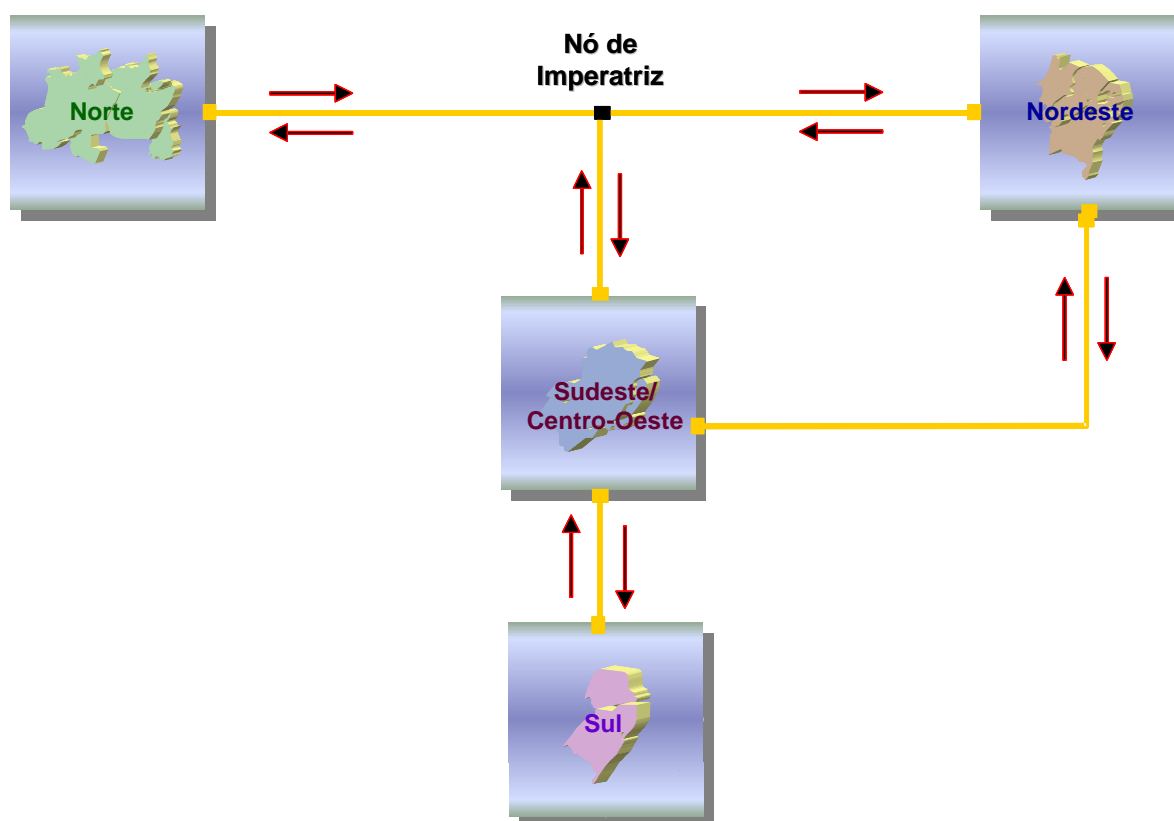 Nó de
Imperatriz
Norte
Nordeste
Sudeste/
Centro-Oeste
Sul